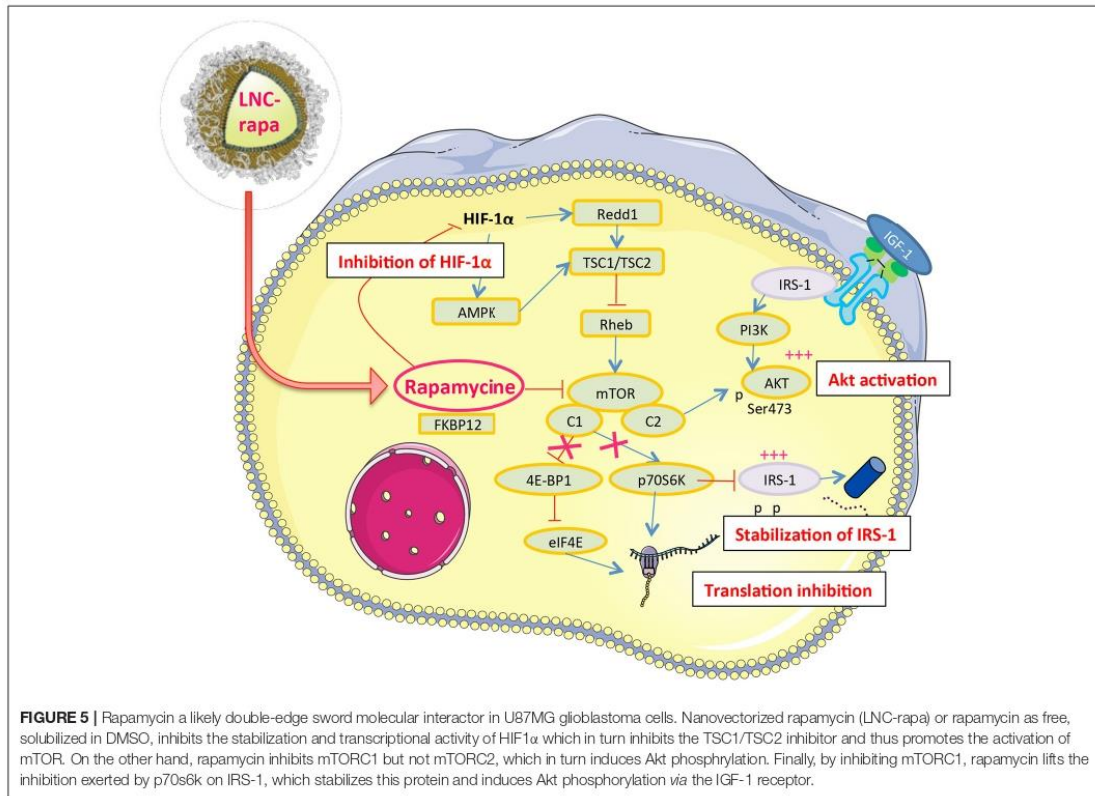 LNC-
rapa
HIF-1α
Redd1
Inhibition of HIF-1α
TSC1/TSC2
IGF-1
AMPK
IRS-1
Rheb
PI3K
+++
Rapamycine
mTOR
AKT
Akt activation
p
Ser473
FKBP12
C1
C2
+++
4E-BP1
p70S6K
IRS-1
p p
eIF4E
Stabilization of IRS-1
Translation inhibition
FIGURE 5 | Rapamycin a likely double-edge sword molecular interactor in U87MG glioblastoma cells. Nanovectorized rapamycin (LNC-rapa) or rapamycin as free,
solubilized in DMSO, inhibits the stabilization and transcriptional activity of HIF1α which in turn inhibits the TSC1/TSC2 inhibitor and thus promotes the activation of
mTOR. On the other hand, rapamycin inhibits mTORC1 but not mTORC2, which in turn induces Akt phosphorylation. Finally, by inhibiting mTORC1, rapamycin lifts the
inhibition exerted by p70s6k on IRS-1, which stabilizes this protein and induces Akt phosphorylation via the IGF-1 receptor.